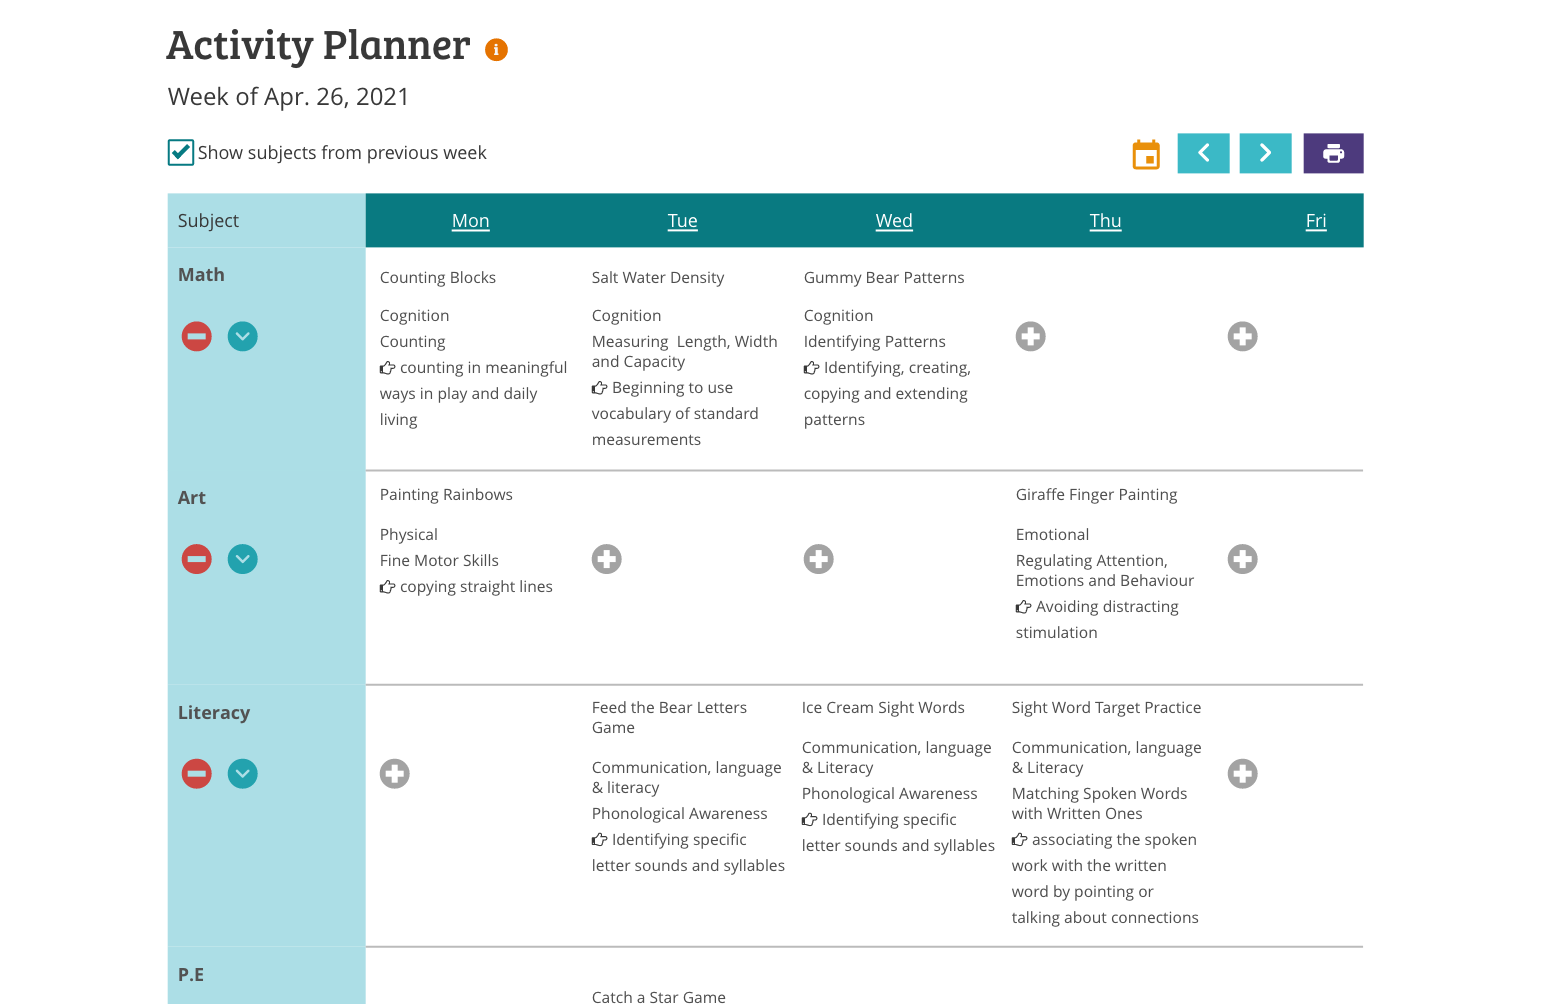 Activity Planner
Week of Apr. 26, 2021
Show subjects from previous week
Subject Mon Tue Wed Thu Fri
Math
Counting Blocks
Cognition
Counting
counting in meaningful
ways in play and daily
living
Salt Water Density
Cognition
Measuring Length, Width
and Capacity
Beginning to use
vocabulary of standard
measurements
Gummy Bear Patterns
Cognition
Identifying Patterns
Identifying, creating,
copying and extending
patterns
Art
Painting Rainbows
Physical
Fine Motor Skills
copying straight lines
Giraffe Finger Painting
Emotional
Regulating Attention,
Emotions and Behaviour
Avoiding distracting
stimulation
Literacy
Feed the Bear Letters
Game
Communication, language
& literacy
Phonological Awareness
Identifying specific
letter sounds and syllables
Ice Cream Sight Words
Communication, language
& Literacy
Phonological Awareness
Identifying specific
letter sounds and syllables
Sight Word Target Practice
Communication, language
& Literacy
Matching Spoken Words
with Written Ones
associating the spoken
work with the written
word by pointing or
talking about connections
P.E
Catch a Star Game